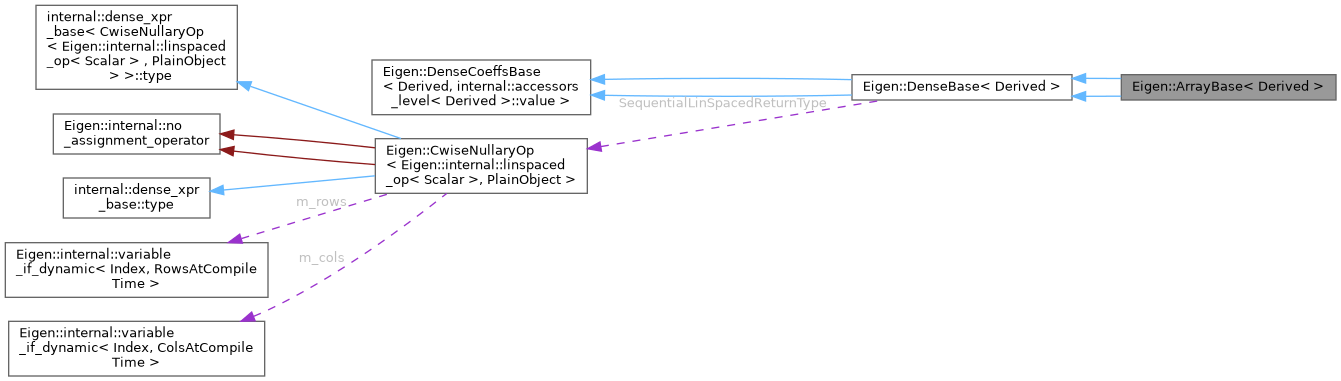 internal::dense_xpr
_base< CwiseNullaryOp
< Eigen::internal::linspaced
_op< Scalar > , PlainObject
> >::type
Eigen::internal::no
_assignment_operator
internal::dense_xpr
_base::type
Eigen::internal::variable
_if_dynamic< Index, RowsAtCompile
Time >
Eigen::internal::variable
_if_dynamic< Index, ColsAtCompile
Time >
m_rows
m_cols
Eigen::DenseCoeffsBase
< Derived, internal::accessors
_level< Derived >::value >
Eigen::CwiseNullaryOp
< Eigen::internal::linspaced
_op< Scalar >, PlainObject >
SequentialLinSpacedReturnType
Eigen::DenseBase< Derived >
Eigen::ArrayBase< Derived >